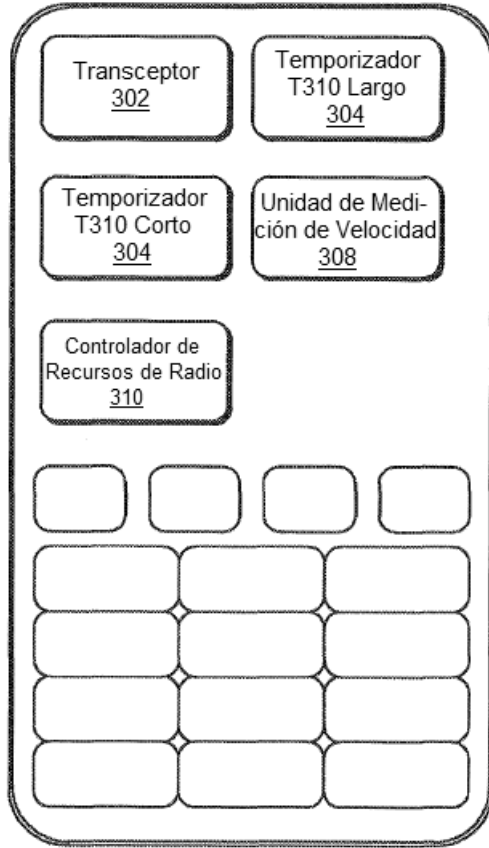 Transceptor
302
Temporizador
T310 Largo
304
Temporizador
T310 Corto
304
Unidad de Medi-
ción de Velocidad
308
Controlador de
Recursos de Radio
310